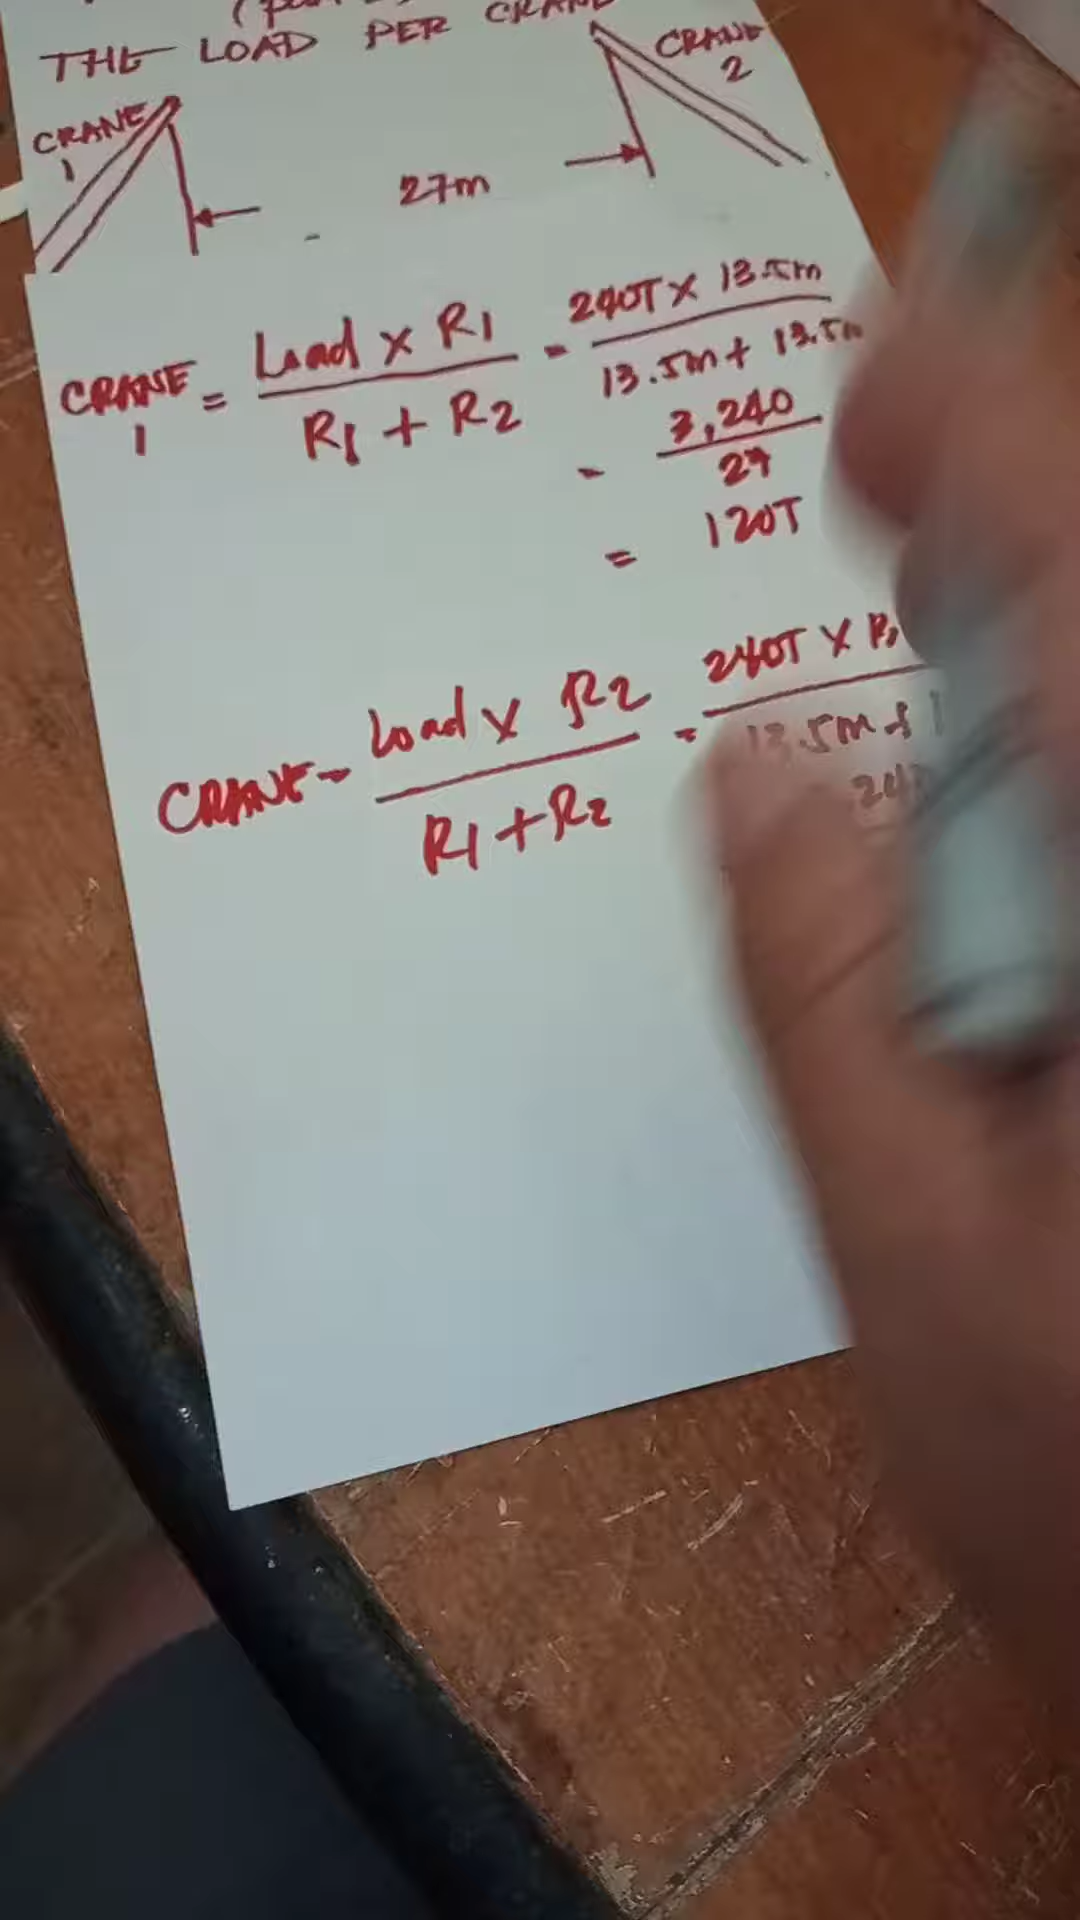 THE LOAD PER CRANE
CRANE 1
CRANE 2
27m
CRANE 1 = Load x R1 / R1 + R2 = 240T x 13.5m / 13.5m + 13.5m
= 3,240 / 27
= 120T
CRANE = Load x R2 / R1 + R2 = 240T x
13.5m +